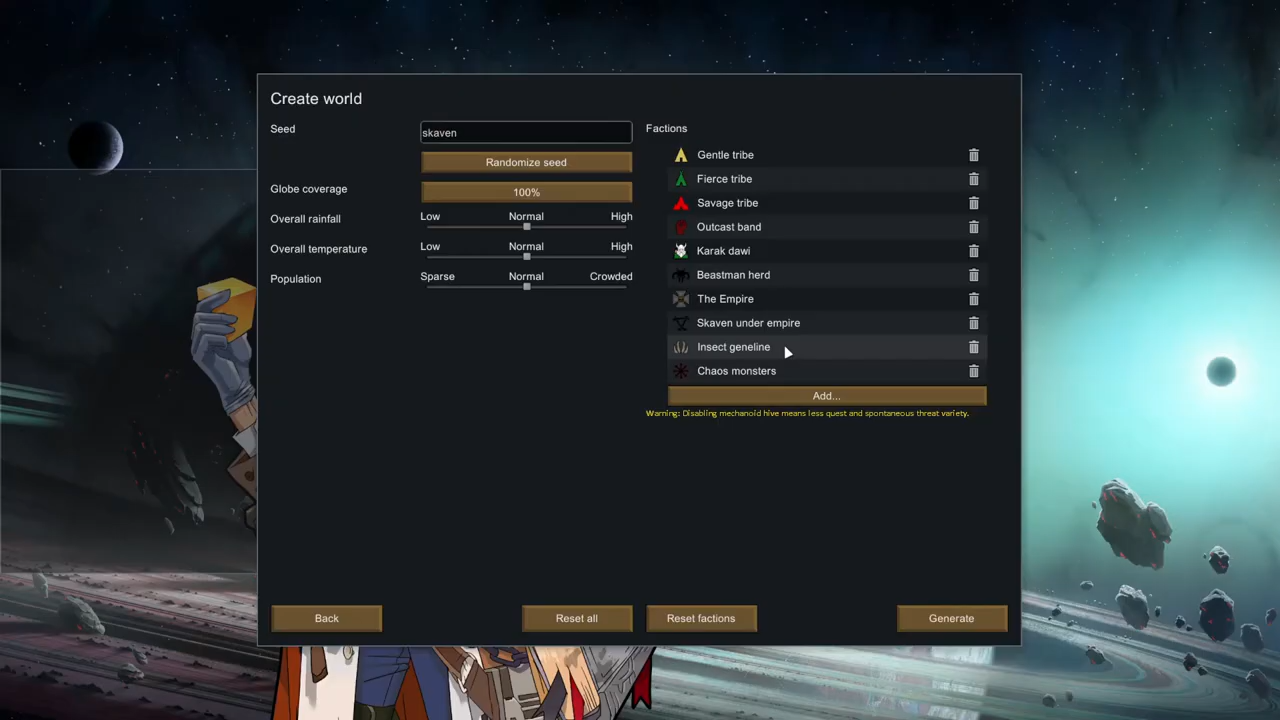 Create world
Seed
skaven
Randomize seed
Globe coverage
100%
Overall rainfall
Low Normal High
Overall temperature
Low Normal High
Population
Sparse Normal Crowded
Factions
Gentle tribe
Fierce tribe
Savage tribe
Outcast band
Karak dawi
Beastman herd
The Empire
Skaven under empire
Insect geneline
Chaos monsters
Add...
Warning: Disabling mechanoid hive means less quest and spontaneous threat variety.
Back
Reset all
Reset factions
Generate